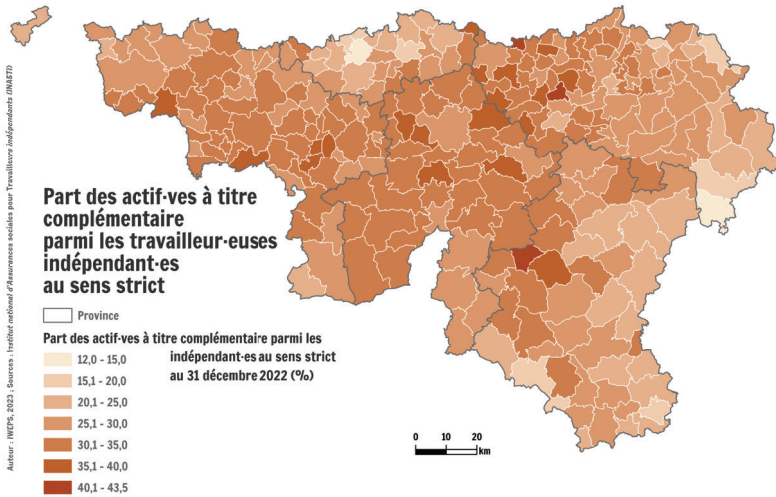 Part des actif·ves à titre
complémentaire
parmi les travailleur·euses
indépendant·es
au sens strict
Province
Part des actif·ves à titre complémentaire parmi les
indépendant·es au sens strict
au 31 décembre 2022 (%)
12,0 - 15,0
15,1 - 20,0
20,1 - 25,0
25,1 - 30,0
30,1 - 35,0
35,1 - 40,0
40,1 - 43,5
0 10 20
km
Auteur : IWEPS, 2023 ; Sources : Institut national d'Assurances sociales pour Travailleurs indépendants (INASTI)